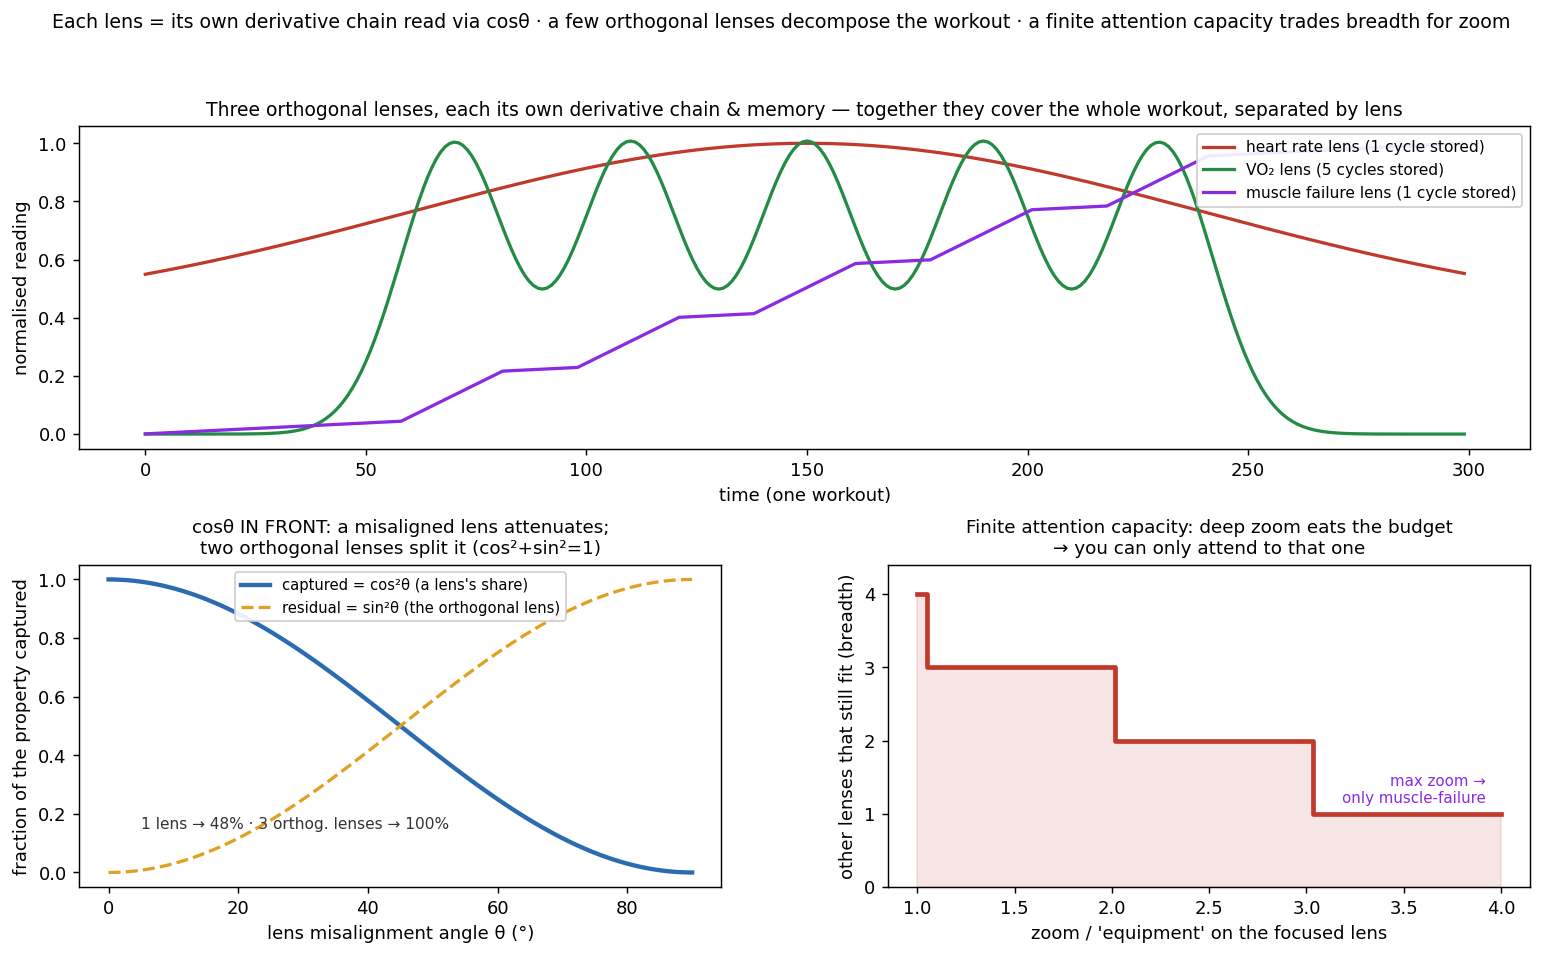 Each lens = its own derivative chain read via cosθ · a few orthogonal lenses decompose the workout · a finite attention capacity trades breadth for zoom
Three orthogonal lenses, each its own derivative chain & memory — together they cover the whole workout, separated by lens
normalised reading
1.0
0.8
0.6
0.4
0.2
0.0
heart rate lens (1 cycle stored)
VO₂ lens (5 cycles stored)
muscle failure lens (1 cycle stored)
0 50 100 150 200 250 300
time (one workout)
cosθ IN FRONT: a misaligned lens attenuates;
two orthogonal lenses split it (cos²+sin²=1)
fraction of the property captured
1.0
0.8
0.6
0.4
0.2
0.0
captured = cos²θ (a lens's share)
residual = sin²θ (the orthogonal lens)
1 lens → 48% · 3 orthog. lenses → 100%
0 20 40 60 80
lens misalignment angle θ (°)
Finite attention capacity: deep zoom eats the budget
→ you can only attend to that one
other lenses that still fit (breadth)
4
3
2
1
0
max zoom →
only muscle-failure
1.0 1.5 2.0 2.5 3.0 3.5 4.0
zoom / 'equipment' on the focused lens